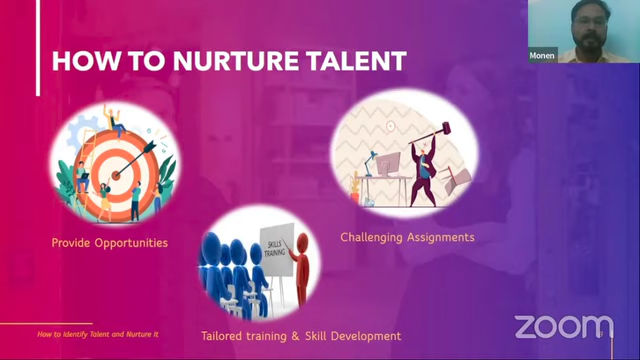 Monen
HOW TO NURTURE TALENT
SKILLS
TRAINING
Provide Opportunities
Challenging Assignments
Tailored training & Skill Development
How to Identify Talent and Nurture It
zoom